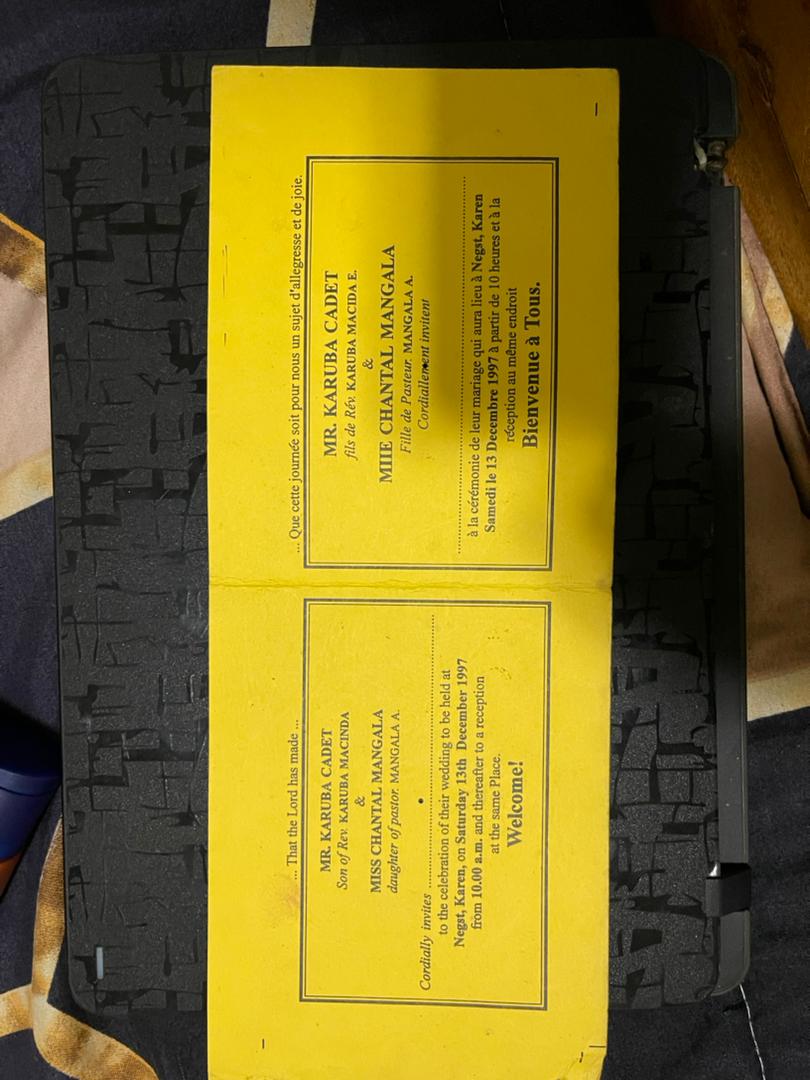 ... That the Lord has made ...
MR. KARUBA CADET
Son of Rev. KARUBA MACINDA
&
MISS CHANTAL MANGALA
daughter of pastor. MANGALA A.
Cordially invites ..........................................
to the celebration of their wedding to be held at
Negst, Karen, on Saturday 13th December 1997
from 10.00 a.m. and thereafter to a reception
at the same Place.
Welcome!
... Que cette journée soit pour nous un sujet d'allegresse et de joie.
MR. KARUBA CADET
fils de Rév. KARUBA MACIDA E.
&
MIIE CHANTAL MANGALA
Fille de Pasteur. MANGALA A.
Cordiallement invitent
..........................................................................
à la cérémonie de leur mariage qui aura lieu à Negst, Karen
Samedi le 13 Decembre 1997 à partir de 10 heures et à la
réception au même endroit
Bienvenue à Tous.